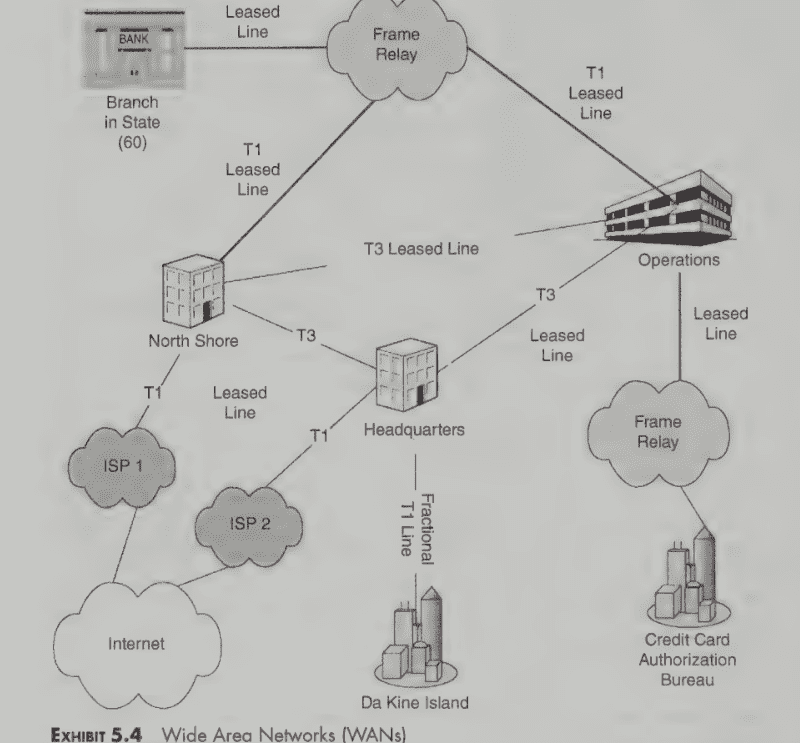 Leased
Line
BANK
Frame
Relay
Branch
in State
(60)
T1
Leased
Line
T1
Leased
Line
T3 Leased Line
Operations
North Shore
T3
T3
Leased
Line
Leased
Line
T1
Leased
Line
Headquarters
T1
Frame
Relay
ISP 1
ISP 2
Fractional
T1 Line
Internet
Da Kine Island
Credit Card
Authorization
Bureau
EXHIBIT 5.4 Wide Area Networks (WANs)